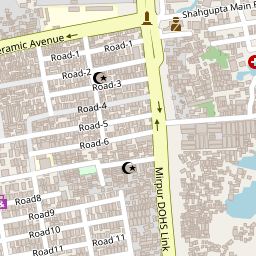 Shahgupta Main R
eramic Avenue
Road-1
Road-1
Road-2
Road-3
Road-4
Road-5
Road-6
Mirpur DOHS Link
Road8
Road9
Road10
Road11
Road 11